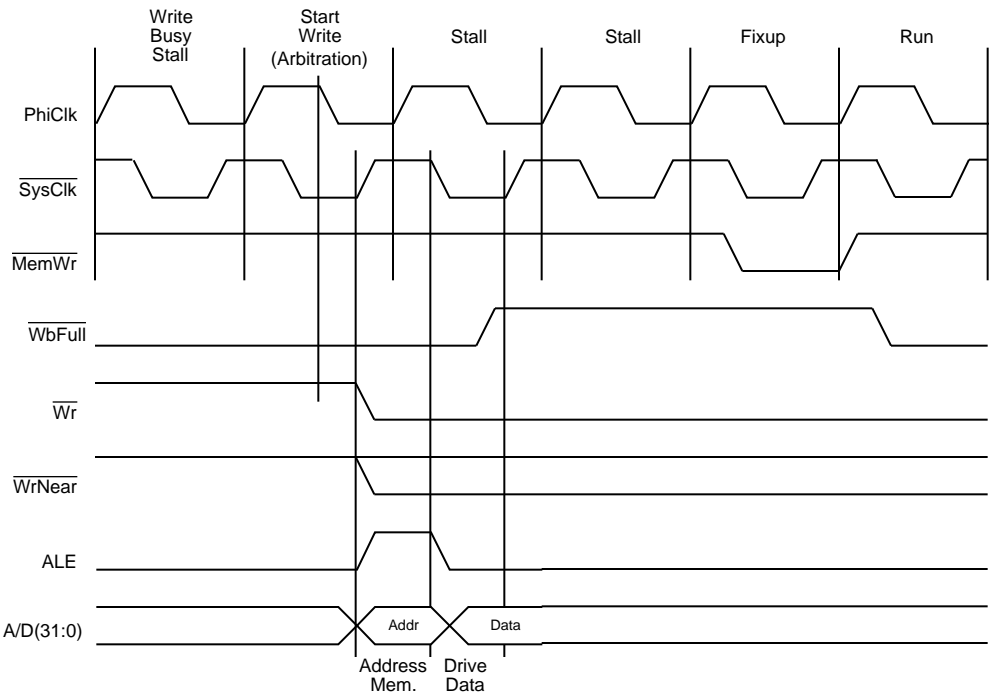 Write
Busy
Stall
Start
Write
(Arbitration)
Stall
Stall
Fixup
Run
PhiClk
SysClk
MemWr
WbFull
Wr
WrNear
ALE
A/D(31:0)
Addr
Data
Address
Mem.
Drive
Data